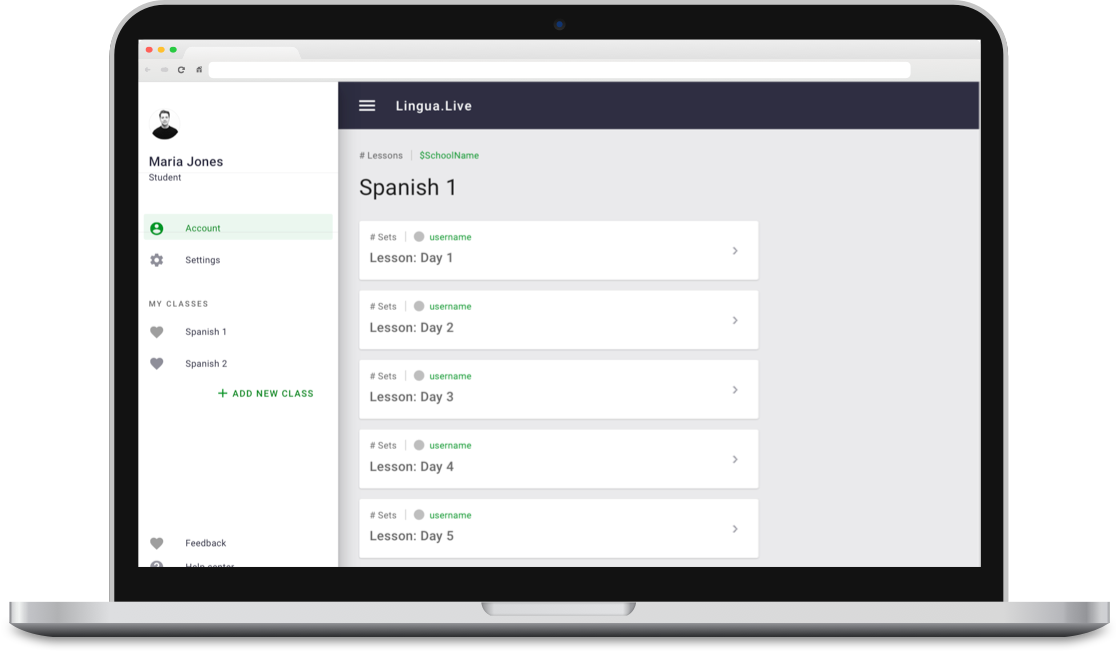 Lingua.Live
Maria Jones
Student
Account
Settings
MY CLASSES
Spanish 1
Spanish 2
+ ADD NEW CLASS
Feedback
Help center
# Lessons | $SchoolName
Spanish 1
# Sets | username
Lesson: Day 1
# Sets | username
Lesson: Day 2
# Sets | username
Lesson: Day 3
# Sets | username
Lesson: Day 4
# Sets | username
Lesson: Day 5